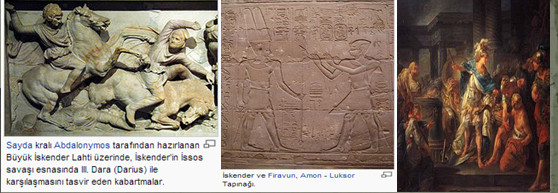 Sayda kralı Abdalonymos tarafından hazırlanan
Büyük İskender Lahti üzerinde, İskender'in İssos
savaşı enasında III. Dara (Darius) ile
karşılaşmasını tasvir eden kabartmalar.
İskender ve Firavun, Amon - Luksor
Tapınağı.